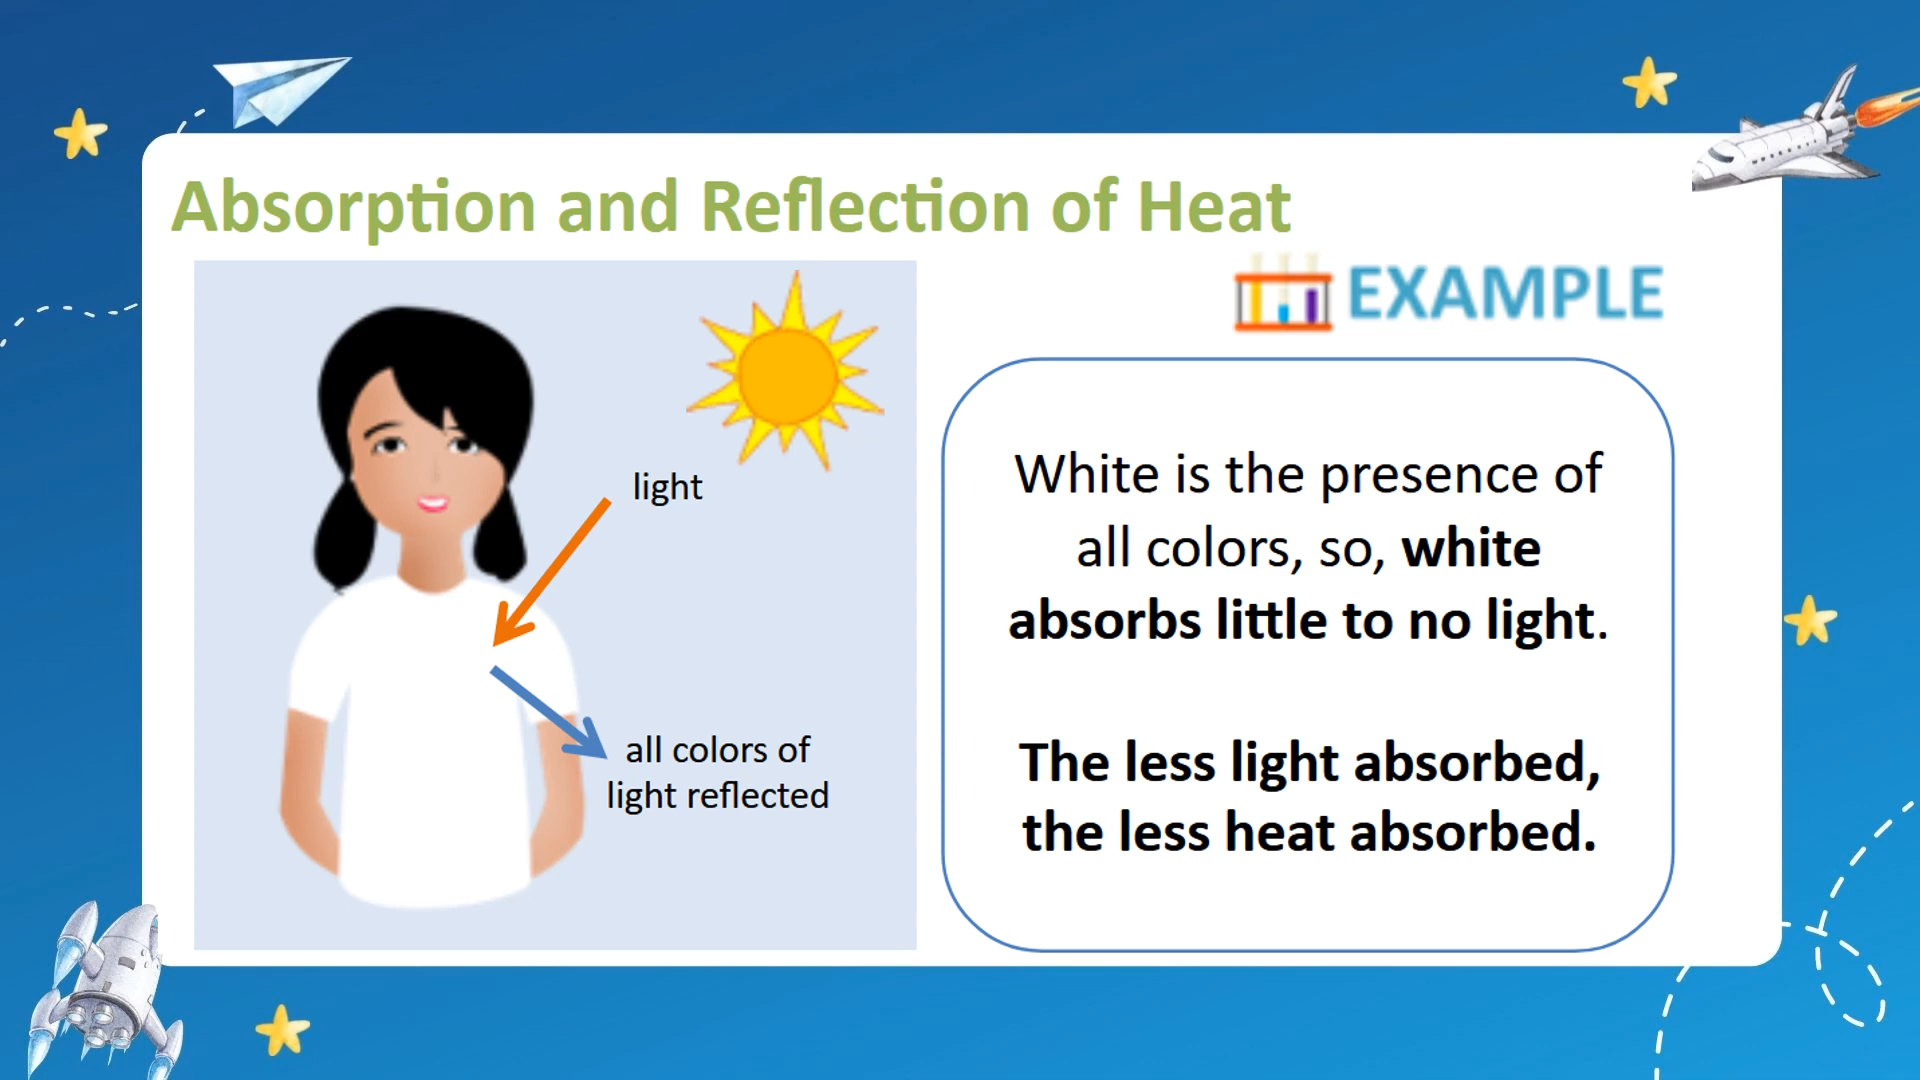 Absorption and Reflection of Heat
EXAMPLE
light
all colors of
light reflected
White is the presence of
all colors, so, white
absorbs little to no light.
The less light absorbed,
the less heat absorbed.